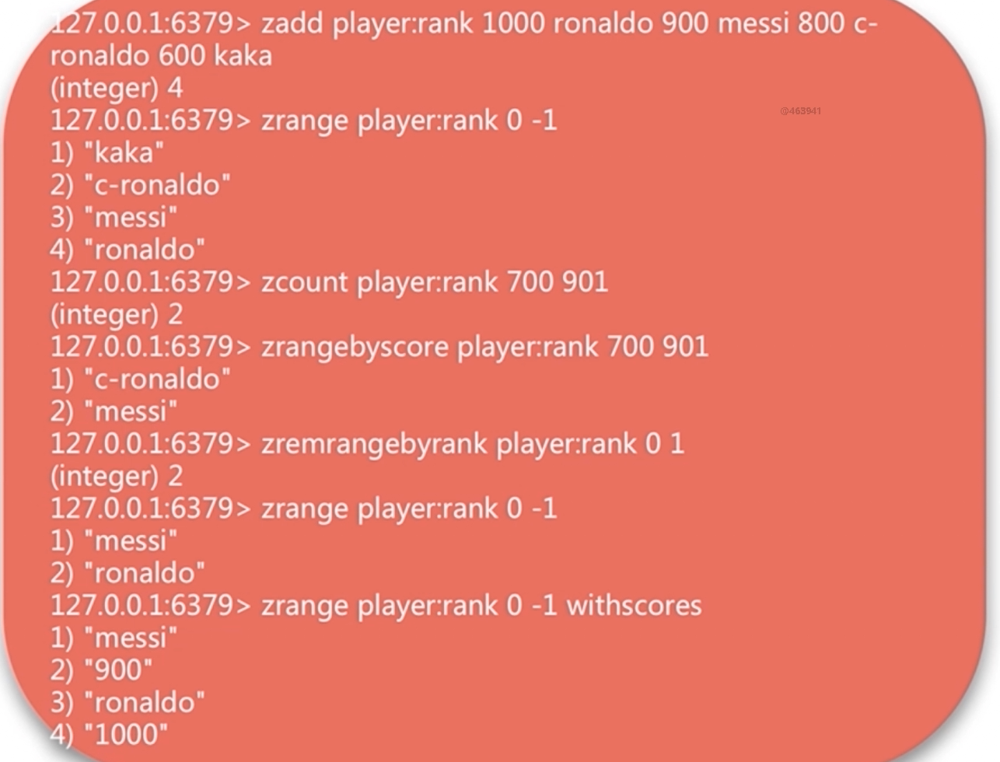 127.0.0.1:6379> zadd player:rank 1000 ronaldo 900 messi 800 c-
ronaldo 600 kaka
(integer) 4
127.0.0.1:6379> zrange player:rank 0 -1
@463941
1) "kaka"
2) "c-ronaldo"
3) "messi"
4) "ronaldo"
127.0.0.1:6379> zcount player:rank 700 901
(integer) 2
127.0.0.1:6379> zrangebyscore player:rank 700 901
1) "c-ronaldo"
2) "messi"
127.0.0.1:6379> zremrangebyrank player:rank 0 1
(integer) 2
127.0.0.1:6379> zrange player:rank 0 -1
1) "messi"
2) "ronaldo"
127.0.0.1:6379> zrange player:rank 0 -1 withscores
1) "messi"
2) "900"
3) "ronaldo"
4) "1000"